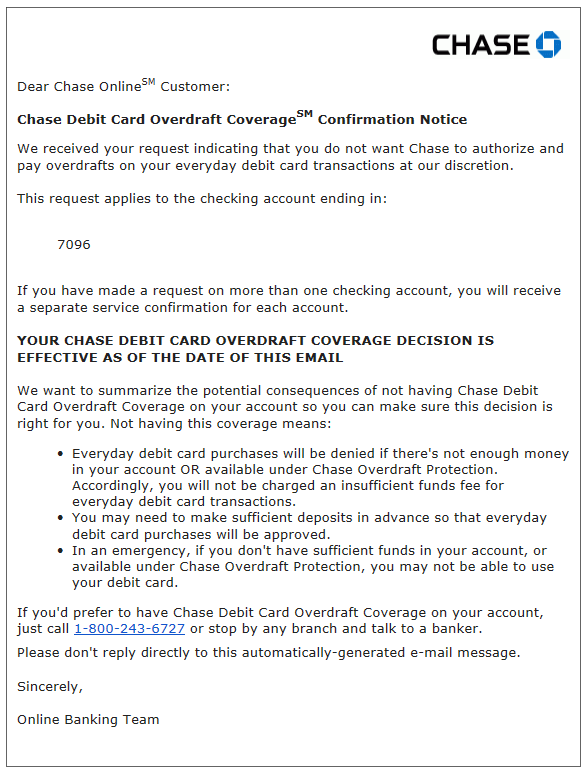 CHASE
Dear Chase OnlineSM Customer:
Chase Debit Card Overdraft CoverageSM Confirmation Notice
We received your request indicating that you do not want Chase to authorize and
pay overdrafts on your everyday debit card transactions at our discretion.
This request applies to the checking account ending in:
7096
If you have made a request on more than one checking account, you will receive
a separate service confirmation for each account.
YOUR CHASE DEBIT CARD OVERDRAFT COVERAGE DECISION IS
EFFECTIVE AS OF THE DATE OF THIS EMAIL
We want to summarize the potential consequences of not having Chase Debit
Card Overdraft Coverage on your account so you can make sure this decision is
right for you. Not having this coverage means:
• Everyday debit card purchases will be denied if there's not enough money
in your account OR available under Chase Overdraft Protection.
Accordingly, you will not be charged an insufficient funds fee for
everyday debit card transactions.
• You may need to make sufficient deposits in advance so that everyday
debit card purchases will be approved.
• In an emergency, if you don't have sufficient funds in your account, or
available under Chase Overdraft Protection, you may not be able to use
your debit card.
If you'd prefer to have Chase Debit Card Overdraft Coverage on your account,
just call 1-800-243-6727 or stop by any branch and talk to a banker.
Please don't reply directly to this automatically-generated e-mail message.
Sincerely,
Online Banking Team